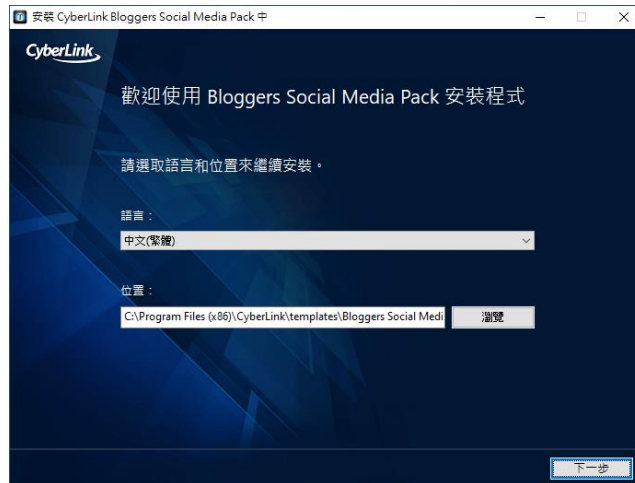 安裝 CyberLink Bloggers Social Media Pack 中
CyberLink
歡迎使用 Bloggers Social Media Pack 安裝程式
請選取語言和位置來繼續安裝。
語言：
中文(繁體)
位置：
C:\Program Files (x86)\CyberLink\templates\Bloggers Social Medi
瀏覽
下一步